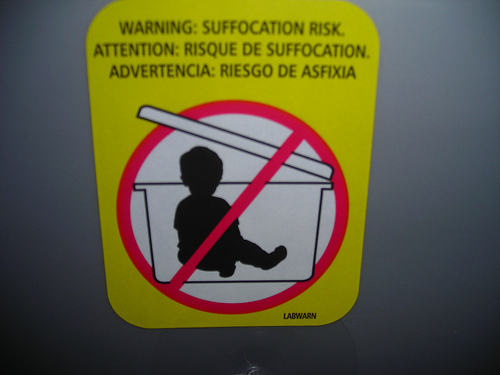 WARNING: SUFFOCATION RISK.
ATTENTION: RISQUE DE SUFFOCATION.
ADVERTENCIA: RIESGO DE ASFIXIA
LABWARN